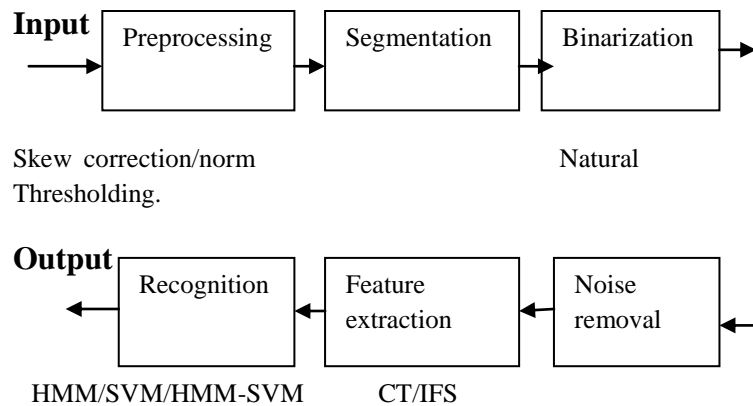 Input
Preprocessing
Segmentation
Binarization
Skew correction/norm
Thresholding.
Natural
Output
Recognition
Feature
extraction
Noise
removal
HMM/SVM/HMM-SVM
CT/IFS